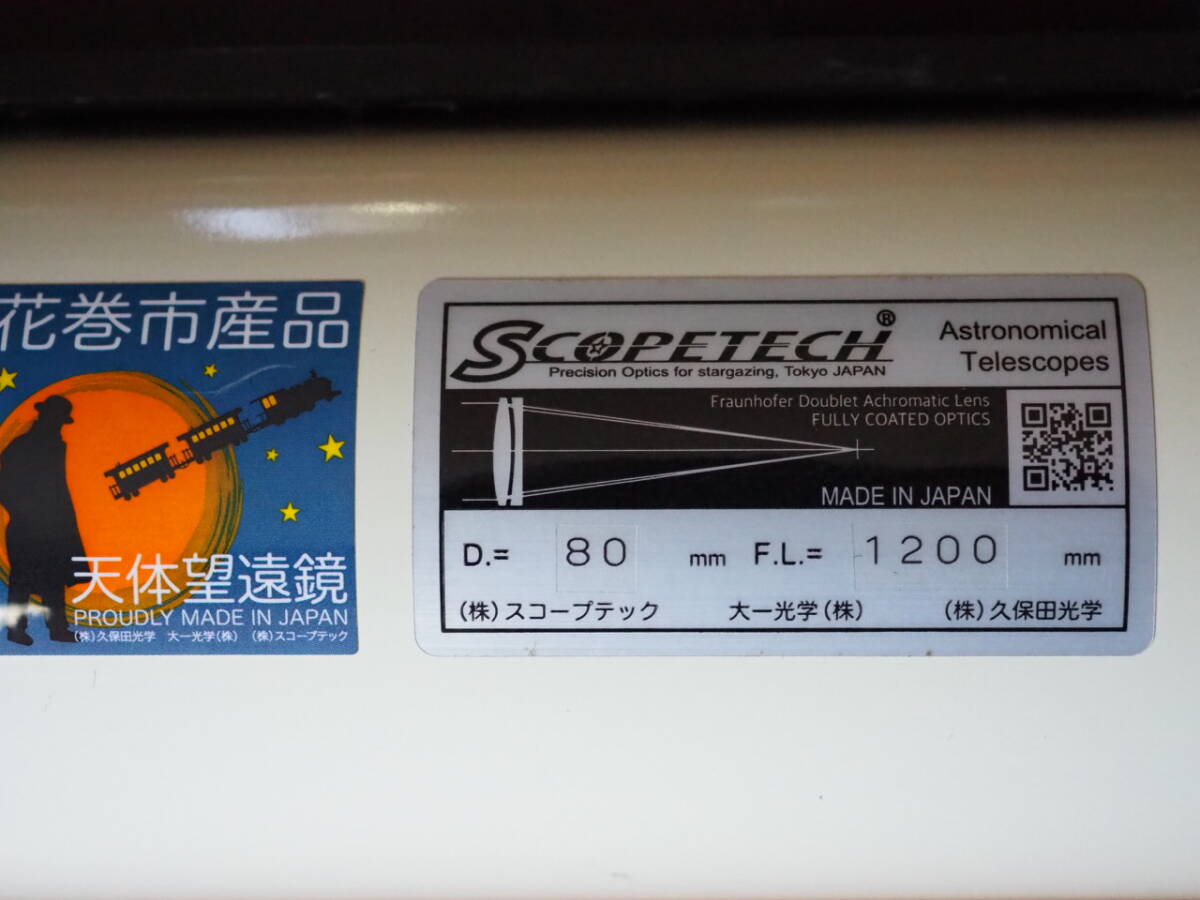 花巻市産品
天体望遠鏡
PROUDLY MADE IN JAPAN
(株)久保田光学 大一光学(株) (株)スコープテック
SCOPETECH®
Precision Optics for stargazing, Tokyo JAPAN
Astronomical
Telescopes
Fraunhofer Doublet Achromatic Lens
FULLY COATED OPTICS
MADE IN JAPAN
D.= 80 mm F.L.= 1200 mm
(株)スコープテック 大一光学(株) (株)久保田光学